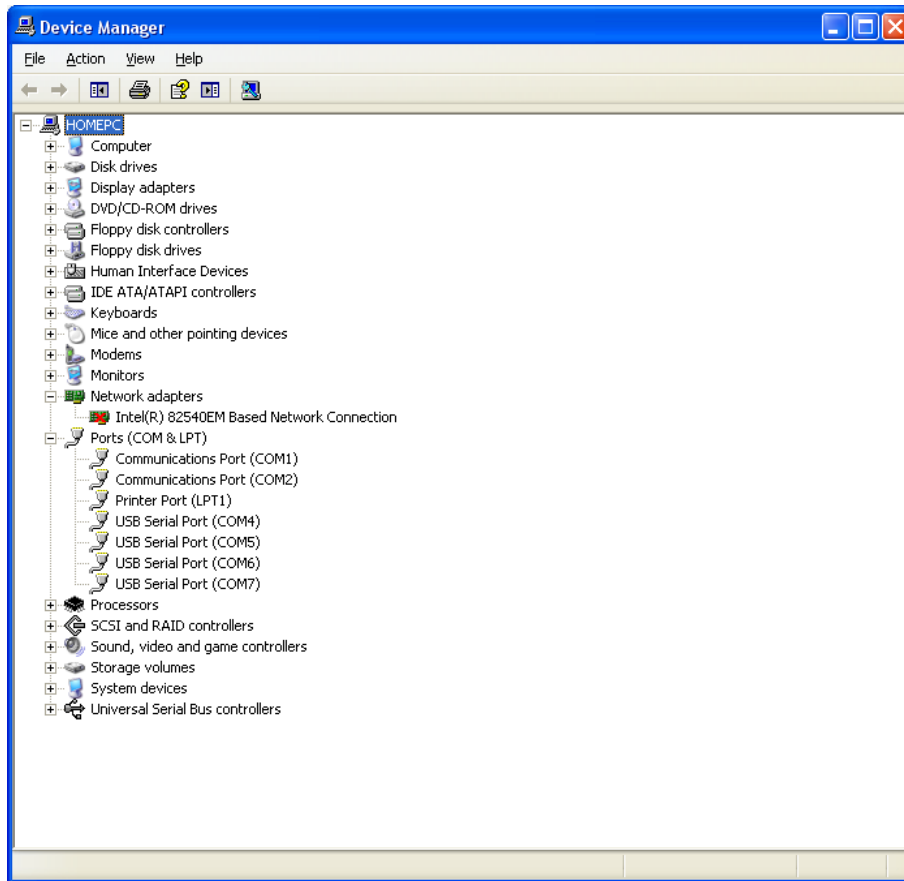 Device Manager
File Action View Help
HOMEPC
Computer
Disk drives
Display adapters
DVD/CD-ROM drives
Floppy disk controllers
Floppy disk drives
Human Interface Devices
IDE ATA/ATAPI controllers
Keyboards
Mice and other pointing devices
Modems
Monitors
Network adapters
Intel(R) 82540EM Based Network Connection
Ports (COM & LPT)
Communications Port (COM1)
Communications Port (COM2)
Printer Port (LPT1)
USB Serial Port (COM4)
USB Serial Port (COM5)
USB Serial Port (COM6)
USB Serial Port (COM7)
Processors
SCSI and RAID controllers
Sound, video and game controllers
Storage volumes
System devices
Universal Serial Bus controllers